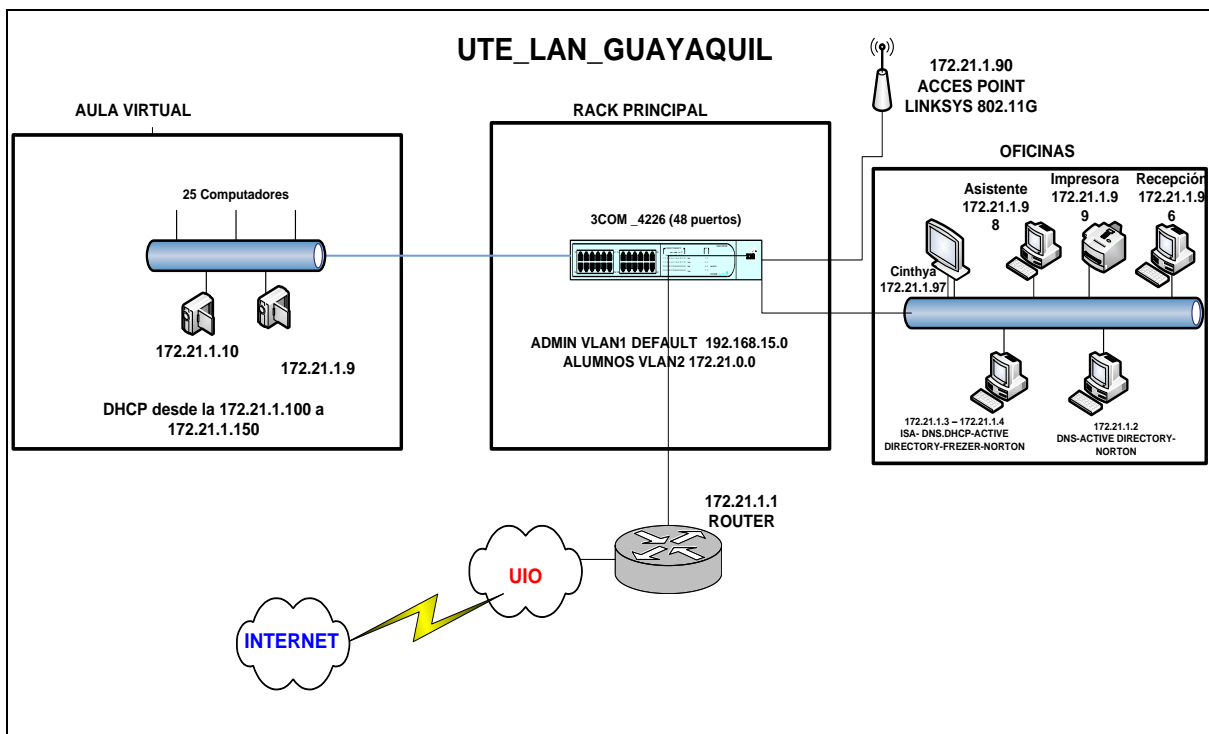 UTE_LAN_GUAYAQUIL
172.21.1.90
ACCES POINT
LINKSYS 802.11G
AULA VIRTUAL
25 Computadores
172.21.1.10
172.21.1.9
DHCP desde la 172.21.1.100 a
172.21.1.150
RACK PRINCIPAL
3COM _4226 (48 puertos)
ADMIN VLAN1 DEFAULT 192.168.15.0
ALUMNOS VLAN2 172.21.0.0
OFICINAS
Asistente
172.21.1.9
8
Impresora
172.21.1.9
9
Recepción
172.21.1.9
6
Cinthya
172.21.1.97
172.21.1.3 – 172.21.1.4
ISA- DNS.DHCP-ACTIVE
DIRECTORY-FREZER-NORTON
172.21.1.2
DNS-ACTIVE DIRECTORY-
NORTON
172.21.1.1
ROUTER
UIO
INTERNET